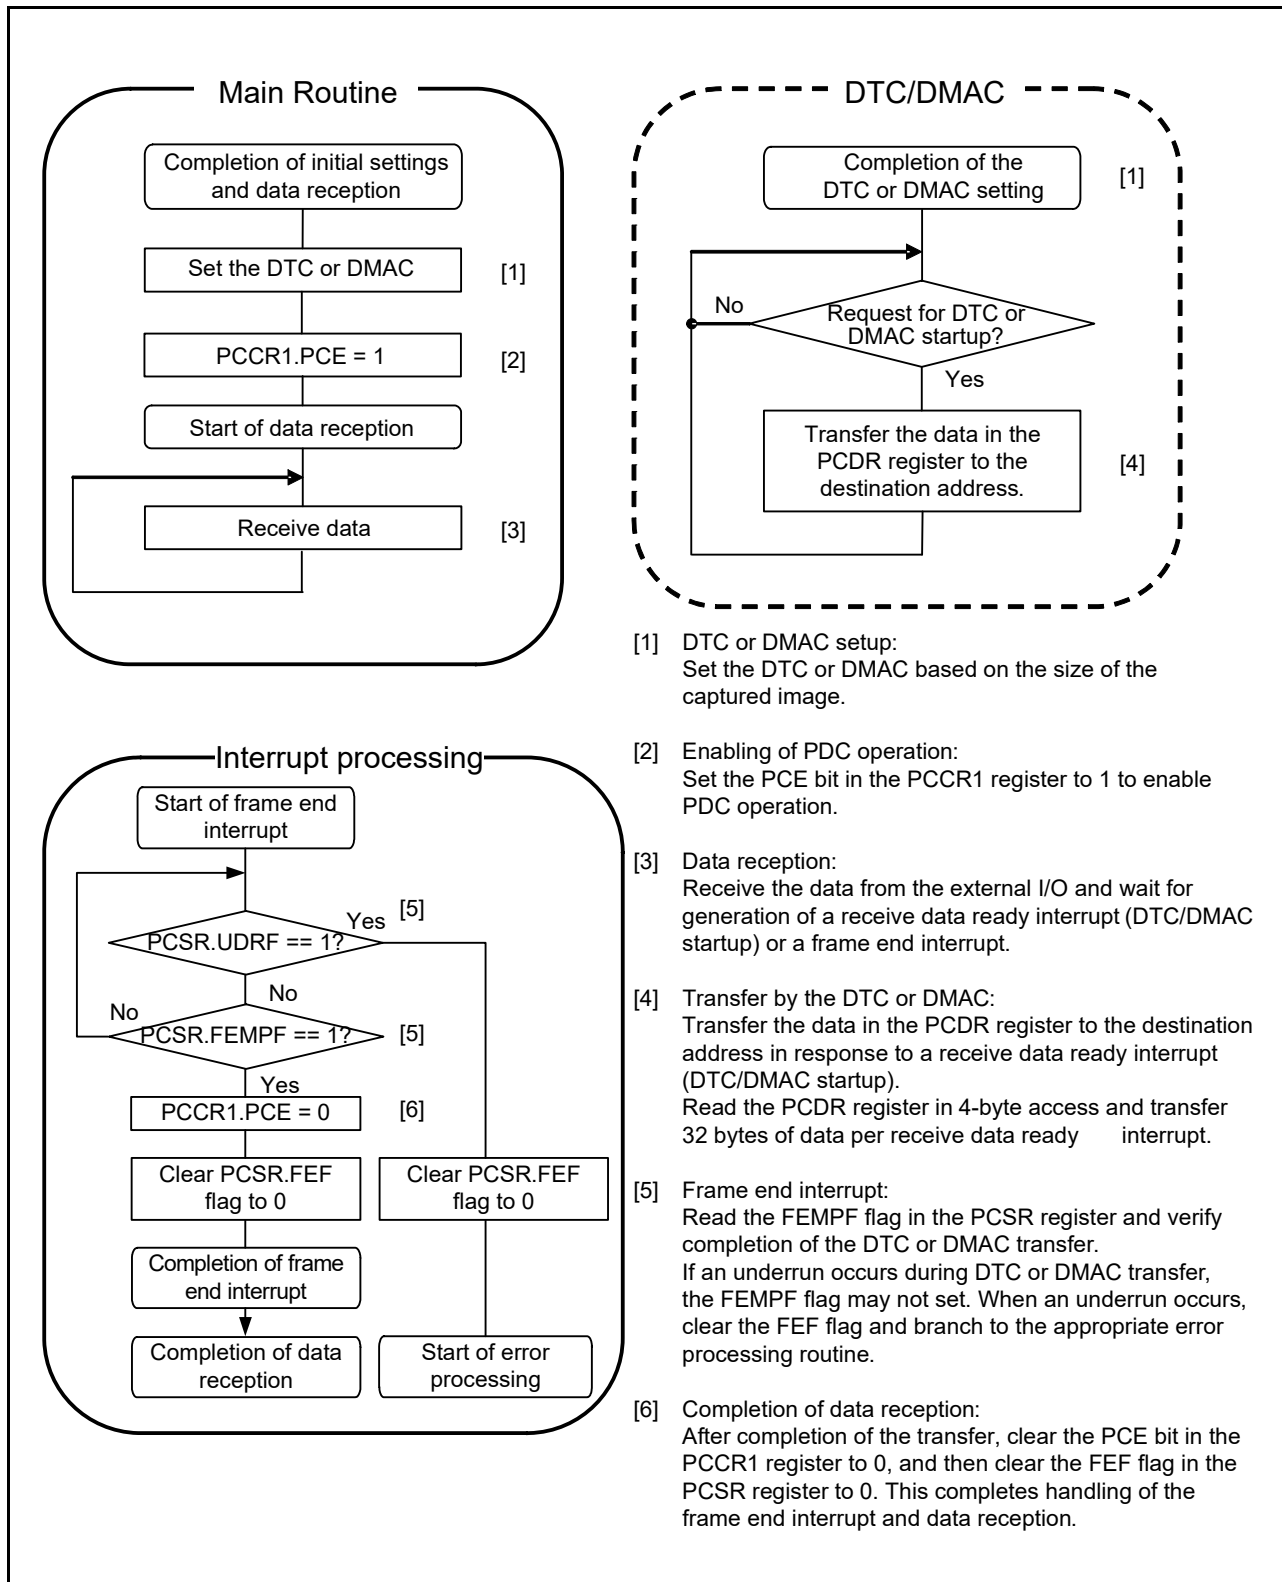 Main Routine
Completion of initial settings
and data reception
Set the DTC or DMAC
[1]
PCCR1.PCE = 1
[2]
Start of data reception
Receive data
[3]
DTC/DMAC
Completion of the
DTC or DMAC setting
[1]
No
Request for DTC or
DMAC startup?
Yes
Transfer the data in the
PCDR register to the
destination address.
[4]
Interrupt processing
Start of frame end
interrupt
Yes
[5]
PCSR.UDRF == 1?
No
No
PCSR.FEMPF == 1?
[5]
Yes
PCCR1.PCE = 0
[6]
Clear PCSR.FEF
flag to 0
Clear PCSR.FEF
flag to 0
Completion of frame
end interrupt
Completion of data
reception
Start of error
processing
[1] DTC or DMAC setup:
Set the DTC or DMAC based on the size of the
captured image.
[2] Enabling of PDC operation:
Set the PCE bit in the PCCR1 register to 1 to enable
PDC operation.
[3] Data reception:
Receive the data from the external I/O and wait for
generation of a receive data ready interrupt (DTC/DMAC
startup) or a frame end interrupt.
[4] Transfer by the DTC or DMAC:
Transfer the data in the PCDR register to the destination
address in response to a receive data ready interrupt
(DTC/DMAC startup).
Read the PCDR register in 4-byte access and transfer
32 bytes of data per receive data ready interrupt.
[5] Frame end interrupt:
Read the FEMPF flag in the PCSR register and verify
completion of the DTC or DMAC transfer.
If an underrun occurs during DTC or DMAC transfer,
the FEMPF flag may not set. When an underrun occurs,
clear the FEF flag and branch to the appropriate error
processing routine.
[6] Completion of data reception:
After completion of the transfer, clear the PCE bit in the
PCCR1 register to 0, and then clear the FEF flag in the
PCSR register to 0. This completes handling of the
frame end interrupt and data reception.